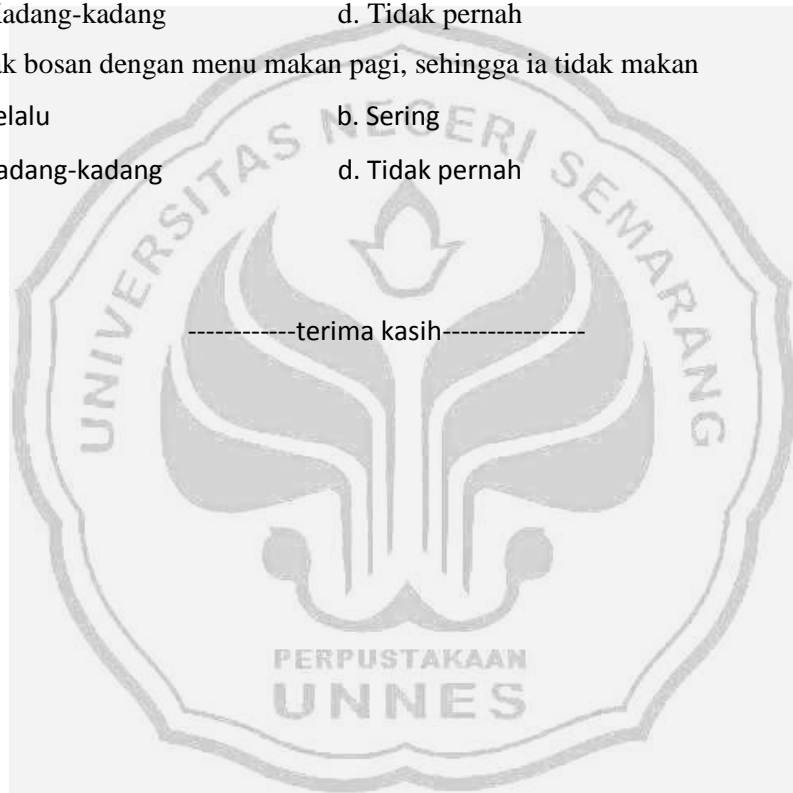 Kadang-kadang d. Tidak pernah
ak bosan dengan menu makan pagi, sehingga ia tidak makan
elalu b. Sering
adang-kadang d. Tidak pernah
------------terima kasih----------------
UNIVERSITAS NEGERI SEMARANG
PERPUSTAKAAN
UNNES